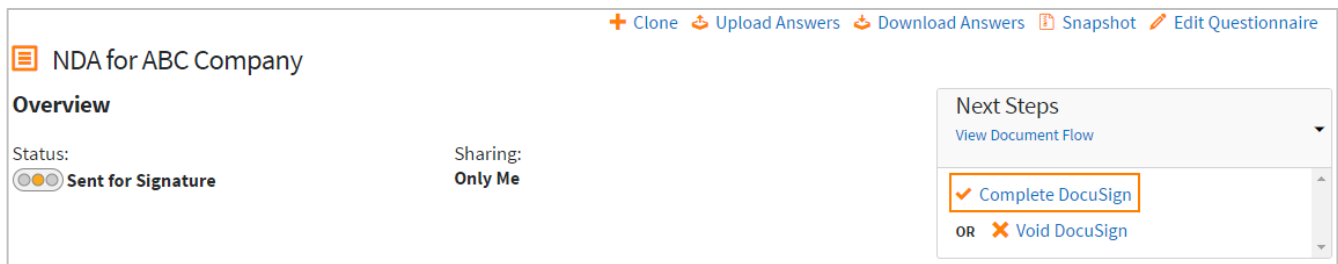 Clone Upload Answers Download Answers Snapshot Edit Questionnaire
NDA for ABC Company
Overview
Status:
Sent for Signature
Sharing:
Only Me
Next Steps
View Document Flow
Complete DocuSign
OR Void DocuSign